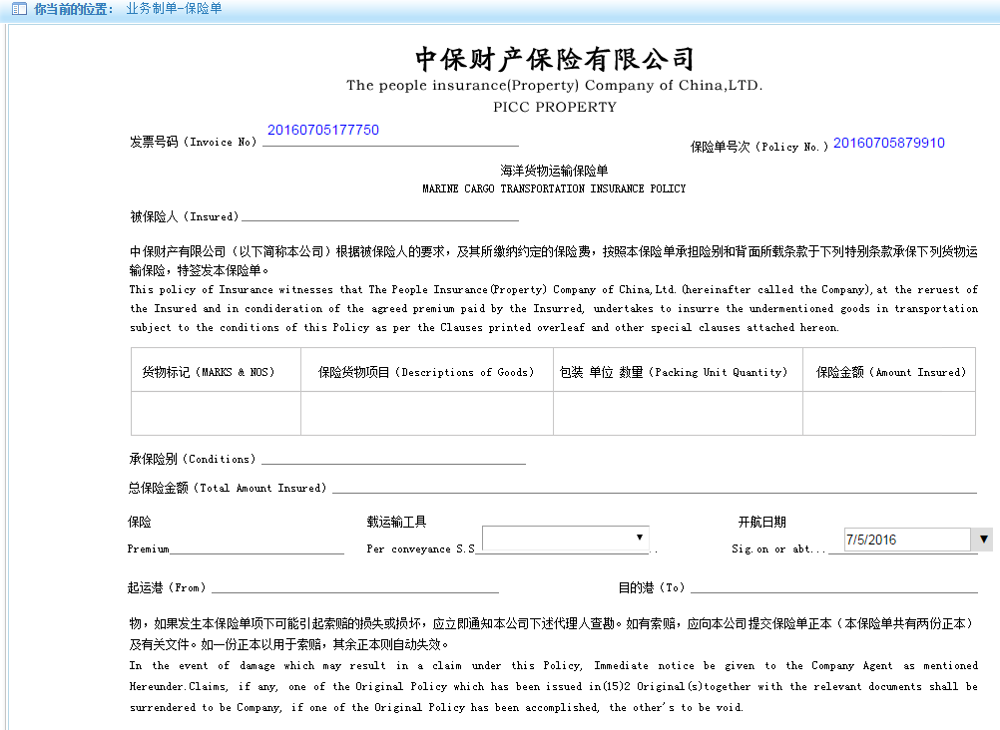 你当前的位置： 业务制单-保险单
中保财产保险有限公司
The people insurance(Property) Company of China,LTD.
PICC PROPERTY
发票号码（Invoice No） 20160705177750
保险单号次（Policy No.） 20160705879910
海洋货物运输保险单
MARINE CARGO TRANSPORTATION INSURANCE POLICY
被保险人（Insured）
中保财产有限公司（以下简称本公司）根据被保险人的要求，及其所缴纳约定的保险费，按照本保险单承担险别和背面所载条款于下列特别条款承保下列货物运
输保险，特签发本保险单。
This policy of Insurance witnesses that The People Insurance(Property) Company of China,Ltd.(hereinafter called the Company),at the reruest of
the Insured and in condideration of the agreed premium paid by the Insurred, undertakes to insurre the undermentioned goods in transportation
subject to the conditions of this Policy as per the Clauses printed overleaf and other special clauses attached hereon.
货物标记（MARKS & NOS） 保险货物项目（Descriptions of Goods） 包装 单位 数量（Packing Unit Quantity） 保险金额（Amount Insured）
承保险别（Conditions）
总保险金额（Total Amount Insured）
保险 载运输工具 开航日期
Premium Per conveyance S.S .. Sig.on or abt... 7/5/2016
起运港（From） 目的港（To）
物，如果发生本保险单项下可能引起索赔的损失或损坏，应立即通知本公司下述代理人查勘。如有索赔，应向本公司提交保险单正本（本保险单共有两份正本）
及有关文件。如一份正本以用于索赔，其余正本则自动失效。
In the event of damage which may result in a claim under this Policy, Immediate notice be given to the Company Agent as mentioned
Hereunder.Claims, if any, one of the Original Policy which has been issued in(15)2 Original(s)together with the relevant documents shall be
surrendered to be Company, if one of the Original Policy has been accomplished, the other's to be void.